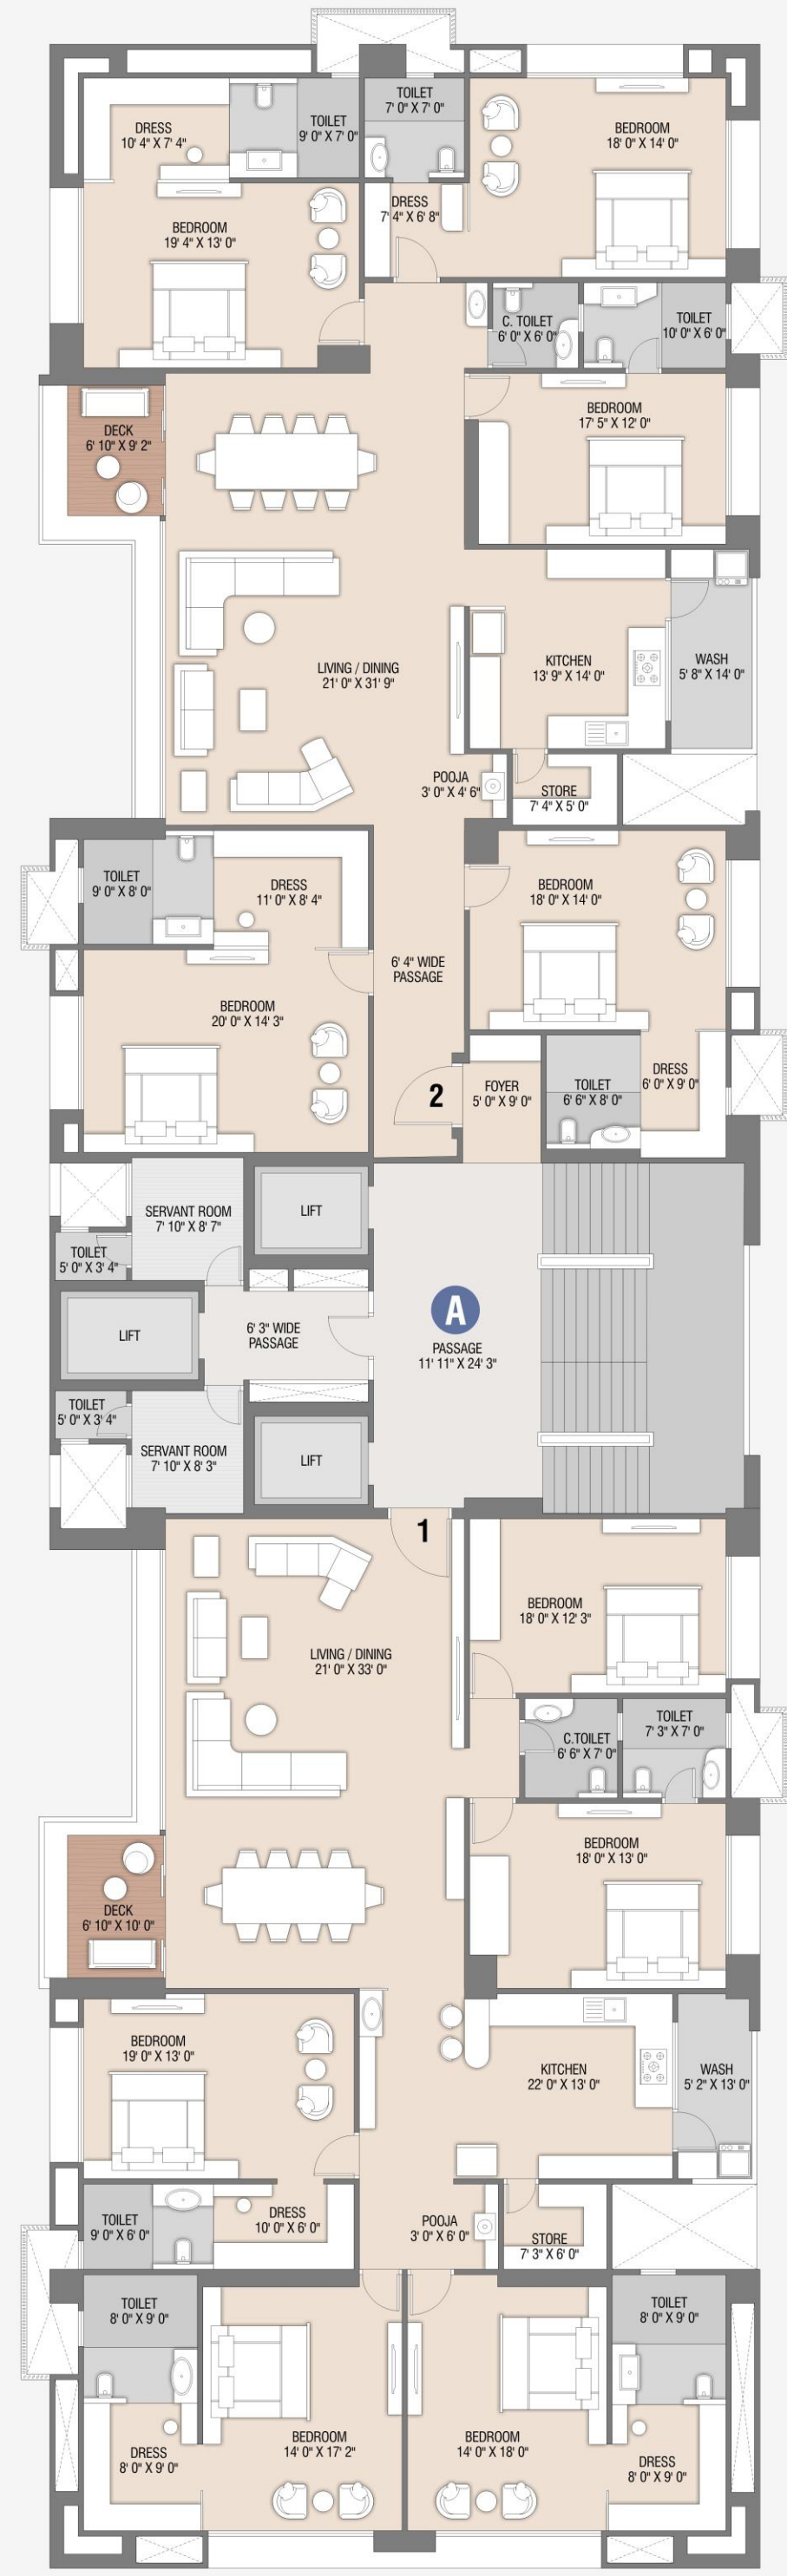 TOILET
7' 0" X 7' 0"
DRESS
10' 4" X 7' 4"
TOILET
9' 0" X 7' 0"
BEDROOM
18' 0" X 14' 0"
DRESS
7' 4" X 6' 8"
BEDROOM
19' 4" X 13' 0"
C. TOILET
6' 0" X 6' 0"
TOILET
10' 0" X 6' 0"
BEDROOM
17' 5" X 12' 0"
DECK
6' 10" X 9' 2"
LIVING / DINING
21' 0" X 31' 9"
KITCHEN
13' 9" X 14' 0"
WASH
5' 8" X 14' 0"
POOJA
3' 0" X 4' 6"
STORE
7' 4" X 5' 0"
TOILET
9' 0" X 8' 0"
DRESS
11' 0" X 8' 4"
BEDROOM
18' 0" X 14' 0"
6' 4" WIDE
PASSAGE
BEDROOM
20' 0" X 14' 3"
2
FOYER
5' 0" X 9' 0"
TOILET
6' 6" X 8' 0"
DRESS
6' 0" X 9' 0"
SERVANT ROOM
7' 10" X 8' 7"
LIFT
TOILET
5' 0" X 3' 4"
LIFT
6' 3" WIDE
PASSAGE
A
PASSAGE
11' 11" X 24' 3"
TOILET
5' 0" X 3' 4"
SERVANT ROOM
7' 10" X 8' 3"
LIFT
1
BEDROOM
18' 0" X 12' 3"
LIVING / DINING
21' 0" X 33' 0"
C.TOILET
6' 6" X 7' 0"
TOILET
7' 3" X 7' 0"
BEDROOM
18' 0" X 13' 0"
DECK
6' 10" X 10' 0"
BEDROOM
19' 0" X 13' 0"
KITCHEN
22' 0" X 13' 0"
WASH
5' 2" X 13' 0"
TOILET
9' 0" X 6' 0"
DRESS
10' 0" X 6' 0"
POOJA
3' 0" X 6' 0"
STORE
7' 3" X 6' 0"
TOILET
8' 0" X 9' 0"
TOILET
8' 0" X 9' 0"
DRESS
8' 0" X 9' 0"
BEDROOM
14' 0" X 17' 2"
BEDROOM
14' 0" X 18' 0"
DRESS
8' 0" X 9' 0"